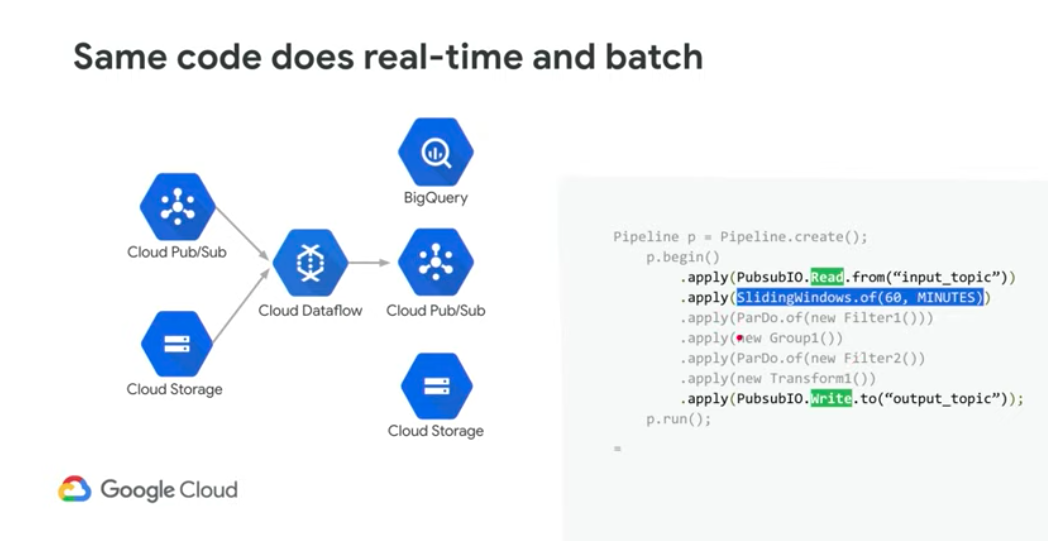 Same code does real-time and batch
BigQuery
Cloud Pub/Sub
Cloud Dataflow
Cloud Pub/Sub
Cloud Storage
Cloud Storage
Google Cloud
Pipeline p = Pipeline.create();
p.begin()
.apply(PubsubIO.Read.from(“input_topic”))
.apply(SlidingWindows.of(60, MINUTES))
.apply(ParDo.of(new Filter1()))
.apply(new Group1())
.apply(ParDo.of(new Filter2())
.apply(new Transform1())
.apply(PubsubIO.Write.to(“output_topic”));
p.run();
=